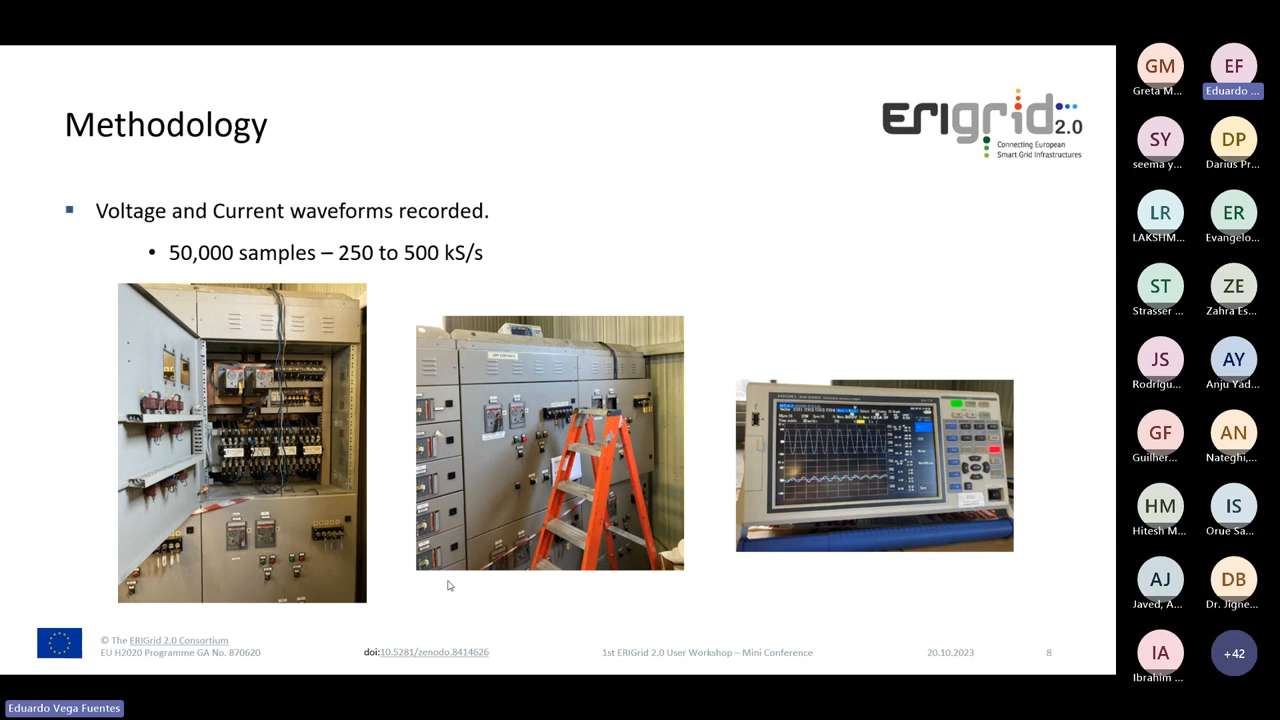 Methodology
ERIgrid 2.0
Connecting European
Smart Grid Infrastructures
▪ Voltage and Current waveforms recorded.
• 50,000 samples – 250 to 500 kS/s
© The ERIGrid 2.0 Consortium
EU H2020 Programme GA No. 870620
doi:10.5281/zenodo.8414626
1st ERIGrid 2.0 User Workshop – Mini Conference
20.10.2023
8
GM
Greta M...
EF
Eduardo ...
SY
seema y...
DP
Darius Pr...
LR
LAKSHM...
ER
Evangelo...
ST
Strasser ...
ZE
Zahra Es...
JS
Rodrigu...
AY
Anju Yad...
GF
Guilher...
AN
Nateghi,...
HM
Hitesh M...
IS
Orue Sa...
AJ
Javed, A...
DB
Dr. Jigne...
IA
Ibrahim ...
+42
Eduardo Vega Fuentes